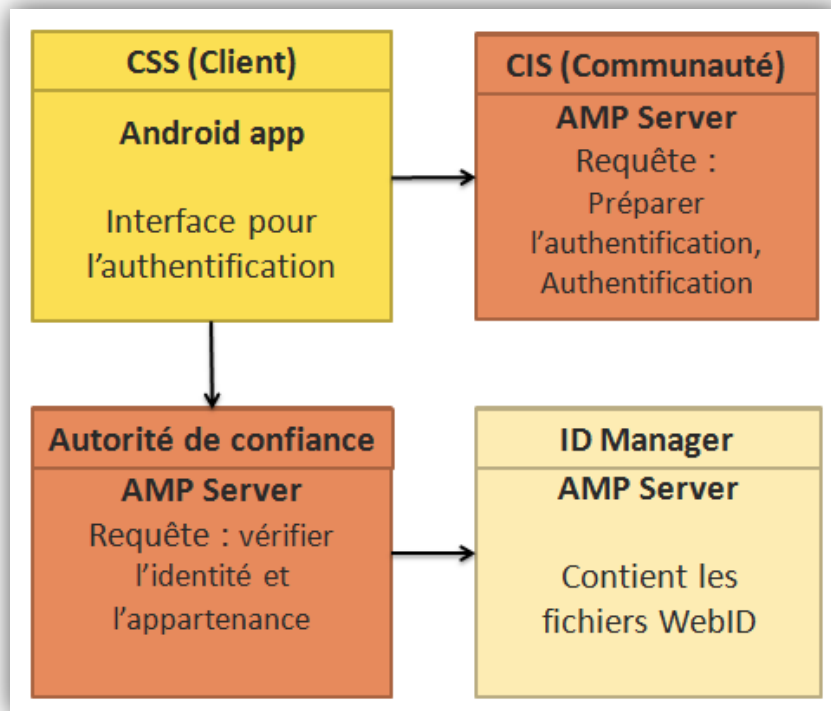 CSS (Client)
Android app
Interface pour
l’authentification
CIS (Communauté)
AMP Server
Requête :
Préparer
l’authentification,
Authentification
Autorité de confiance
AMP Server
Requête : vérifier
l’identité et
l’appartenance
ID Manager
AMP Server
Contient les
fichiers WebID